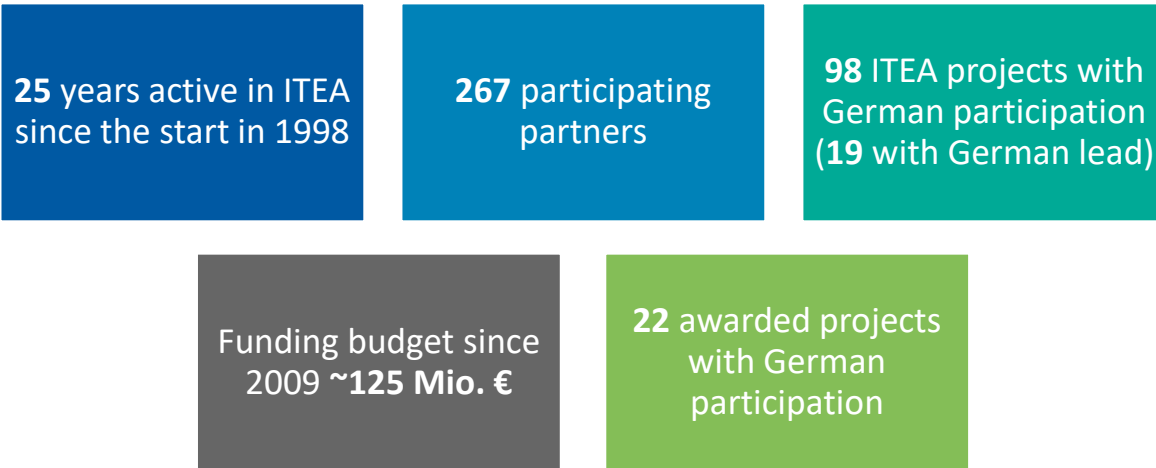 25 years active in ITEA
since the start in 1998
267 participating
partners
98 ITEA projects with
German participation
(19 with German lead)
Funding budget since
2009 ~125 Mio. €
22 awarded projects
with German
participation